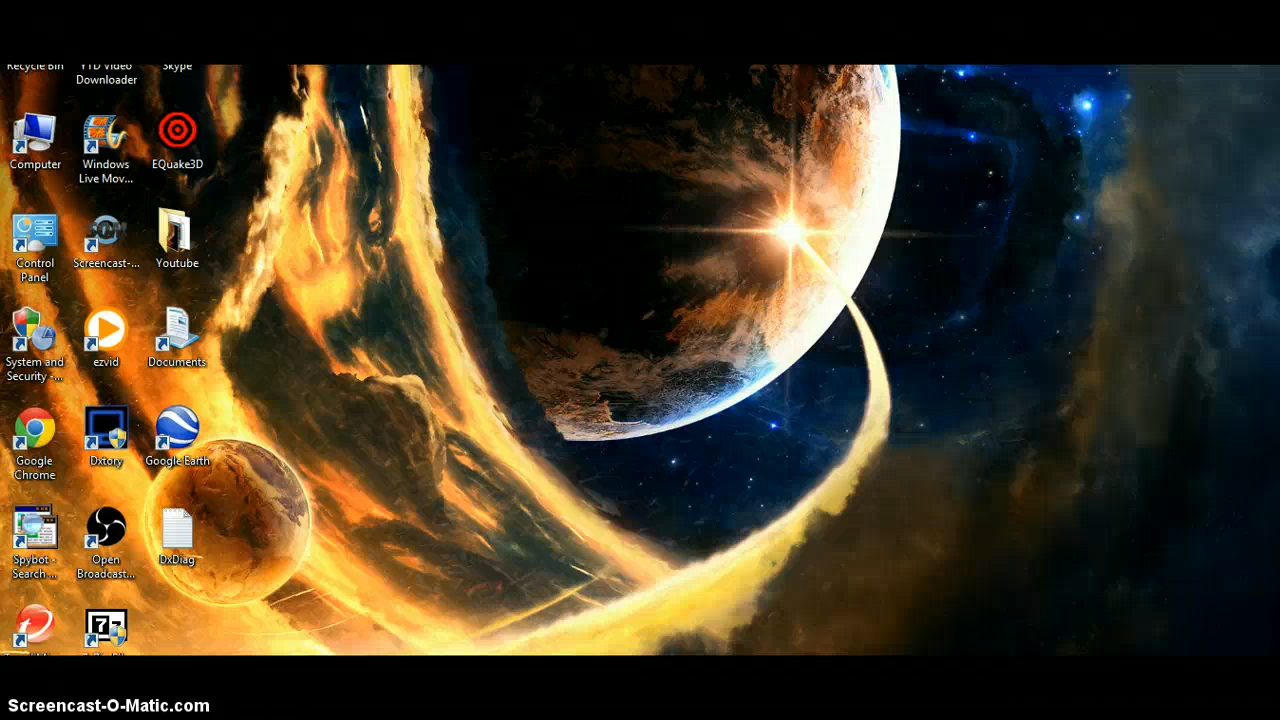 Recycle Bin
YTD Video
Downloader
Skype
Computer
Windows
Live Mov...
EQuake3D
Control
Panel
Screencast-...
Youtube
System and
Security -...
ezvid
Documents
Google
Chrome
Dxtory
Google Earth
Spybot -
Search ...
Open
Broadcast...
DxDiag
Screencast-O-Matic.com